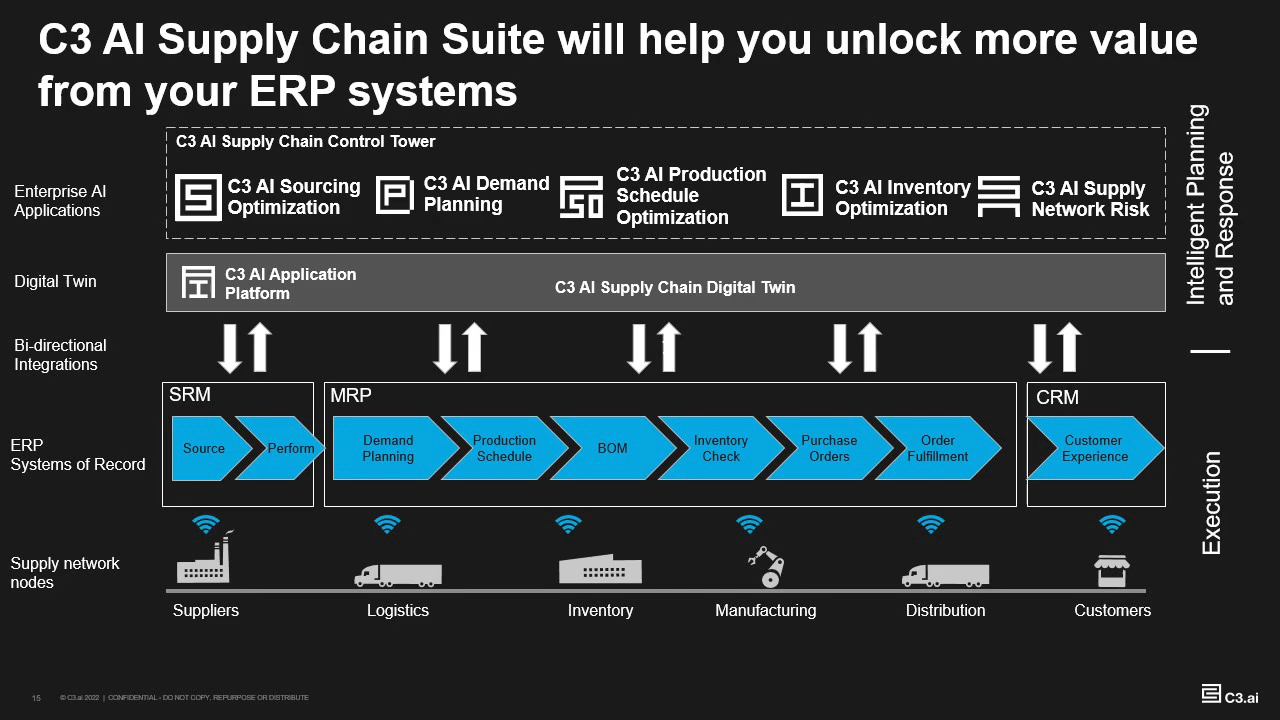 C3 AI Supply Chain Suite will help you unlock more value
from your ERP systems
C3 AI Supply Chain Control Tower
Enterprise AI
Applications
C3 AI Sourcing
Optimization
C3 AI Demand
Planning
C3 AI Production
Schedule
Optimization
C3 AI Inventory
Optimization
C3 AI Supply
Network Risk
Intelligent Planning
and Response
Digital Twin
C3 AI Application
Platform
C3 AI Supply Chain Digital Twin
Bi-directional
Integrations
ERP
Systems of Record
SRM
Source
Perform
MRP
Demand
Planning
Production
Schedule
BOM
Inventory
Check
Purchase
Orders
Order
Fulfillment
CRM
Customer
Experience
Execution
Supply network
nodes
Suppliers
Logistics
Inventory
Manufacturing
Distribution
Customers
15
© C3.ai 2022 | CONFIDENTIAL - DO NOT COPY, REPURPOSE OR DISTRIBUTE
C3.ai